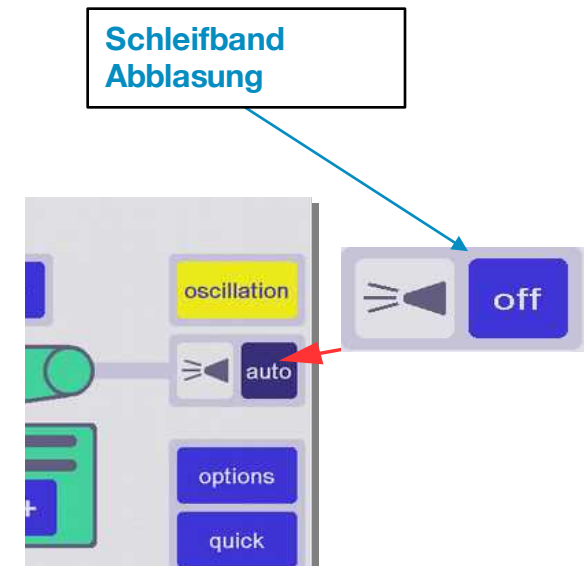 Schleifband
Abblasung
oscillation
off
auto
options
+
quick